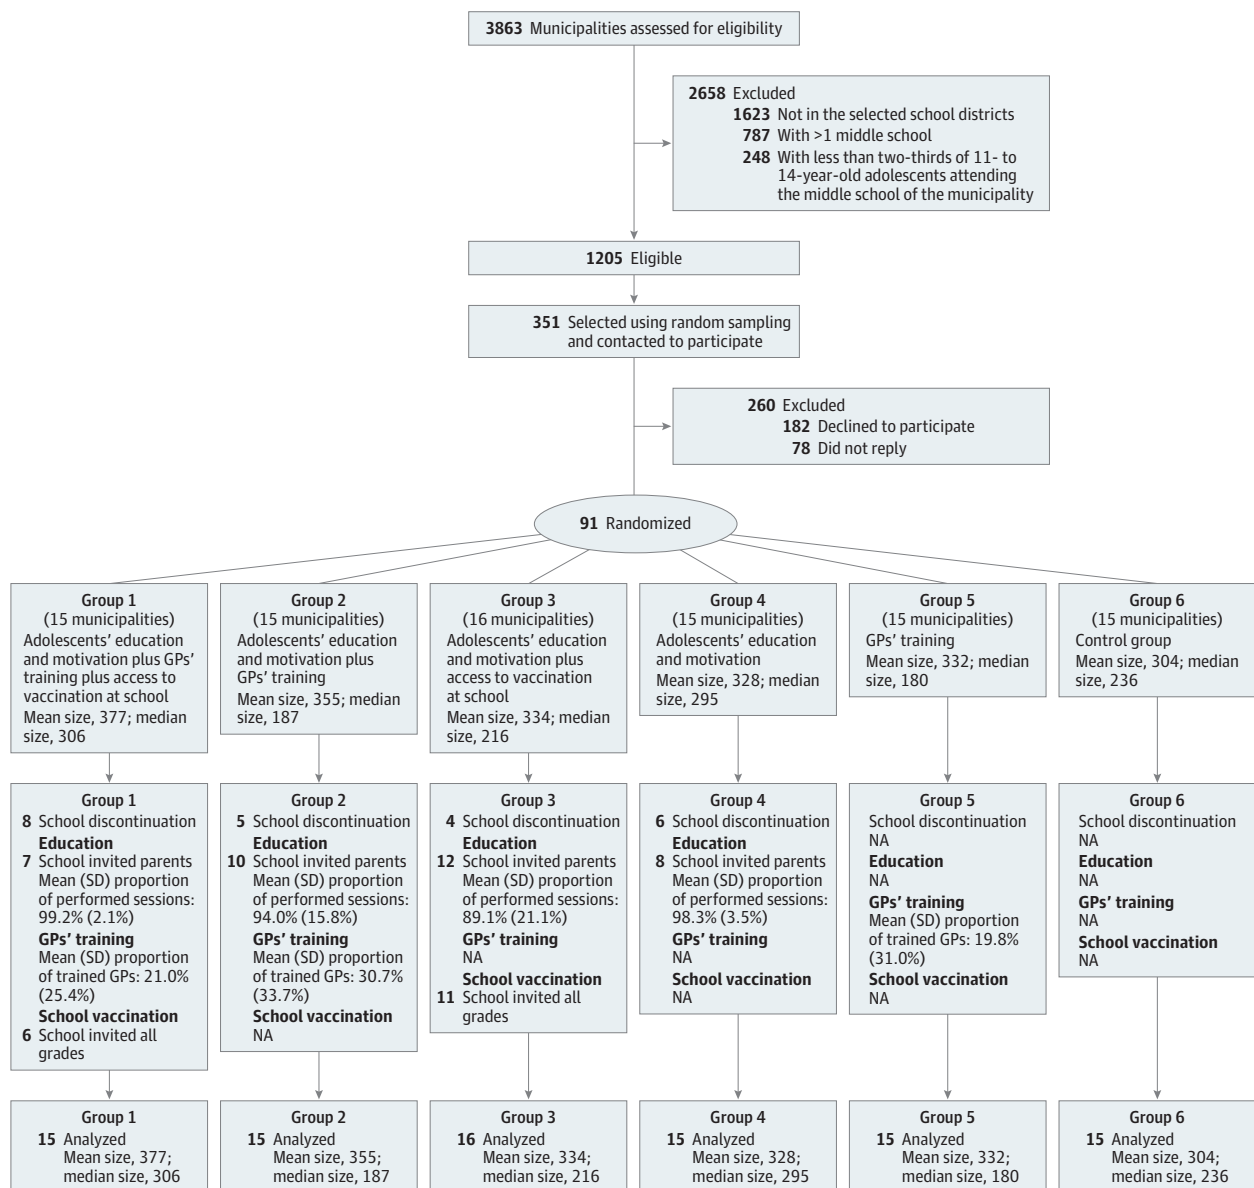 3863 Municipalities assessed for eligibility
2658 Excluded
1623 Not in the selected school districts
787 With >1 middle school
248 With less than two-thirds of 11- to
14-year-old adolescents attending
the middle school of the municipality
1205 Eligible
351 Selected using random sampling
and contacted to participate
260 Excluded
182 Declined to participate
78 Did not reply
91 Randomized
Group 1
(15 municipalities)
Adolescents’ education
and motivation plus GPs’
training plus access to
vaccination at school
Mean size, 377; median
size, 306
Group 2
(15 municipalities)
Adolescents’ education
and motivation plus
GPs’ training
Mean size, 355; median
size, 187
Group 3
(16 municipalities)
Adolescents’ education
and motivation plus
access to vaccination
at school
Mean size, 334; median
size, 216
Group 4
(15 municipalities)
Adolescents’ education
and motivation
Mean size, 328; median
size, 295
Group 5
(15 municipalities)
GPs’ training
Mean size, 332; median
size, 180
Group 6
(15 municipalities)
Control group
Mean size, 304; median
size, 236
Group 1
8 School discontinuation
Education
7 School invited parents
Mean (SD) proportion
of performed sessions:
99.2% (2.1%)
GPs’ training
Mean (SD) proportion
of trained GPs: 21.0%
(25.4%)
School vaccination
6 School invited all
grades
Group 2
5 School discontinuation
Education
10 School invited parents
Mean (SD) proportion
of performed sessions:
94.0% (15.8%)
GPs’ training
Mean (SD) proportion
of trained GPs: 30.7%
(33.7%)
School vaccination
NA
Group 3
4 School discontinuation
Education
12 School invited parents
Mean (SD) proportion
of performed sessions:
89.1% (21.1%)
GPs’ training
NA
School vaccination
11 School invited all
grades
Group 4
6 School discontinuation
Education
8 School invited parents
Mean (SD) proportion
of performed sessions:
98.3% (3.5%)
GPs’ training
NA
School vaccination
NA
Group 5
School discontinuation
NA
Education
NA
GPs’ training
Mean (SD) proportion
of trained GPs: 19.8%
(31.0%)
School vaccination
NA
Group 6
School discontinuation
NA
Education
NA
GPs’ training
NA
School vaccination
NA
Group 1
15 Analyzed
Mean size, 377;
median size, 306
Group 2
15 Analyzed
Mean size, 355;
median size, 187
Group 3
16 Analyzed
Mean size, 334;
median size, 216
Group 4
15 Analyzed
Mean size, 328;
median size, 295
Group 5
15 Analyzed
Mean size, 332;
median size, 180
Group 6
15 Analyzed
Mean size, 304;
median size, 236